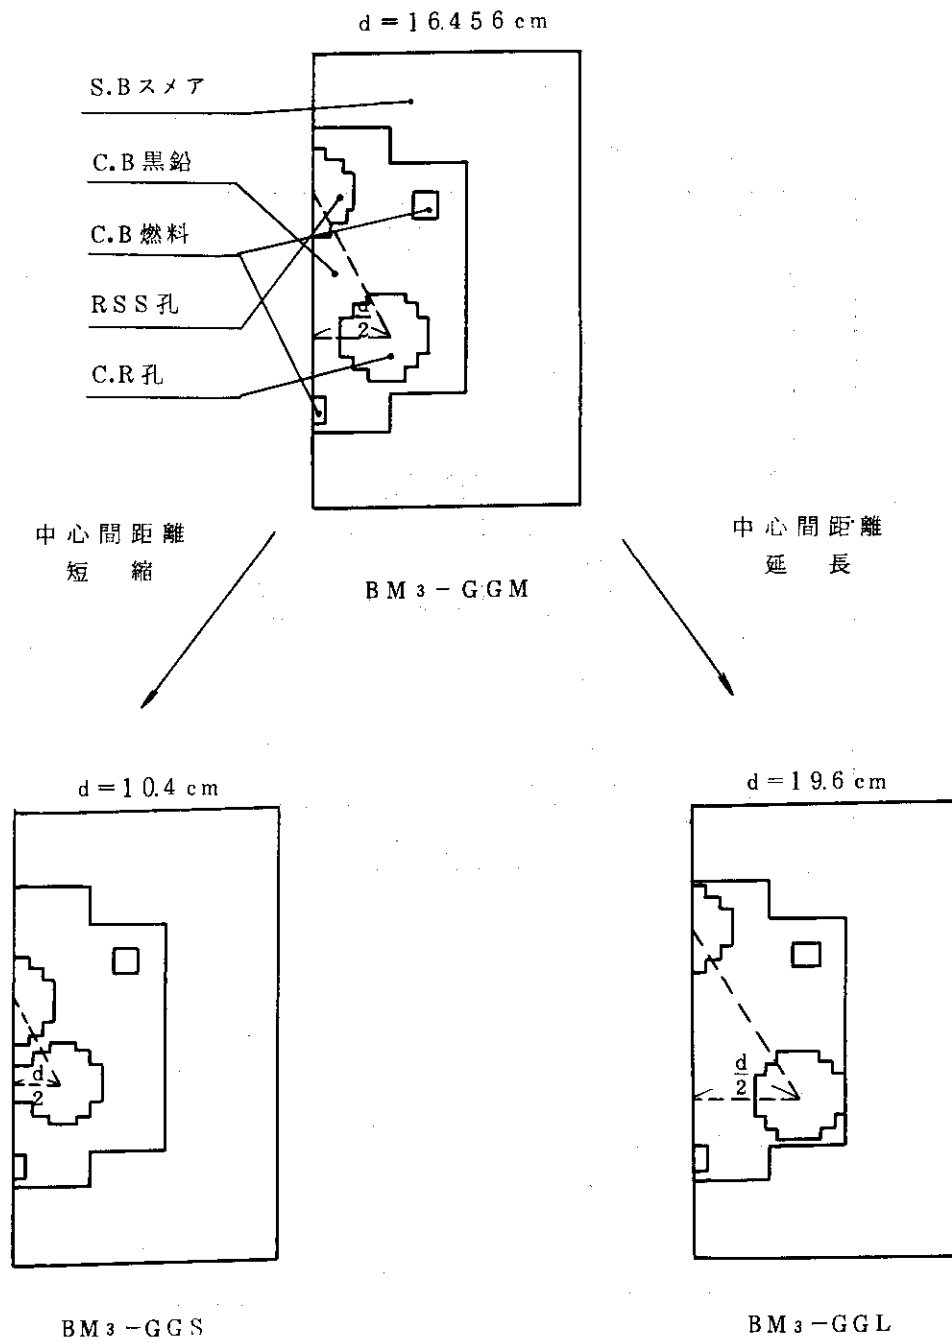 d = 16.456 cm
S.Bスメア
C.B黒鉛
C.B燃料
RSS孔
C.R孔
d
2
中心間距離
短縮
中心間距離
延長
BM3-GGM
d = 10.4 cm
d = 19.6 cm
d
2
d
2
BM3-GGS
BM3-GGL